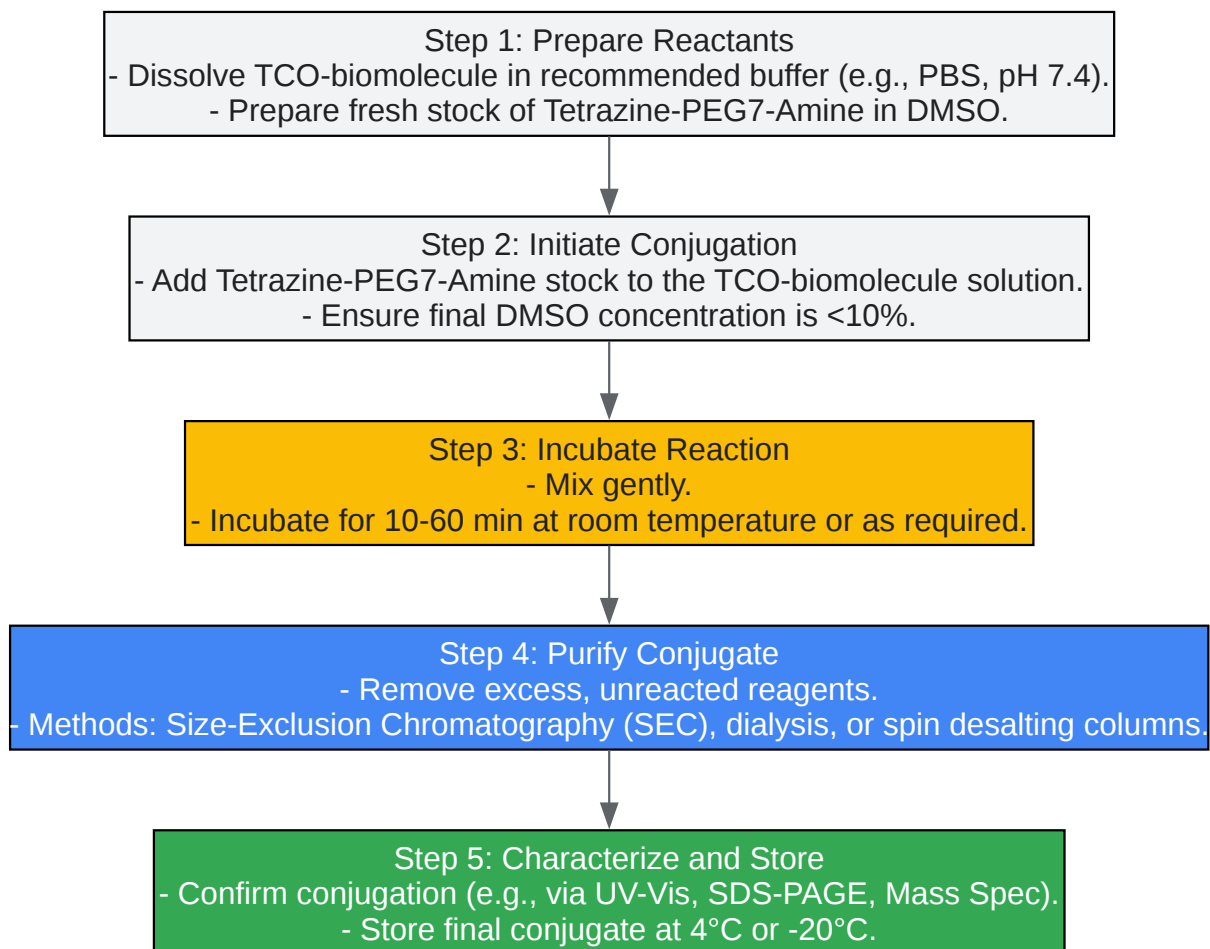 Step 1: Prepare Reactants
- Dissolve TCO-biomolecule in recommended buffer (e.g., PBS, pH 7.4).
- Prepare fresh stock of Tetrazine-PEG7-Amine in DMSO.
Step 2: Initiate Conjugation
- Add Tetrazine-PEG7-Amine stock to the TCO-biomolecule solution.
- Ensure final DMSO concentration is <10%.
Step 3: Incubate Reaction
- Mix gently.
- Incubate for 10-60 min at room temperature or as required.
Step 4: Purify Conjugate
- Remove excess, unreacted reagents.
- Methods: Size-Exclusion Chromatography (SEC), dialysis, or spin desalting columns.
Step 5: Characterize and Store
- Confirm conjugation (e.g., via UV-Vis, SDS-PAGE, Mass Spec).
- Store final conjugate at 4°C or -20°C.